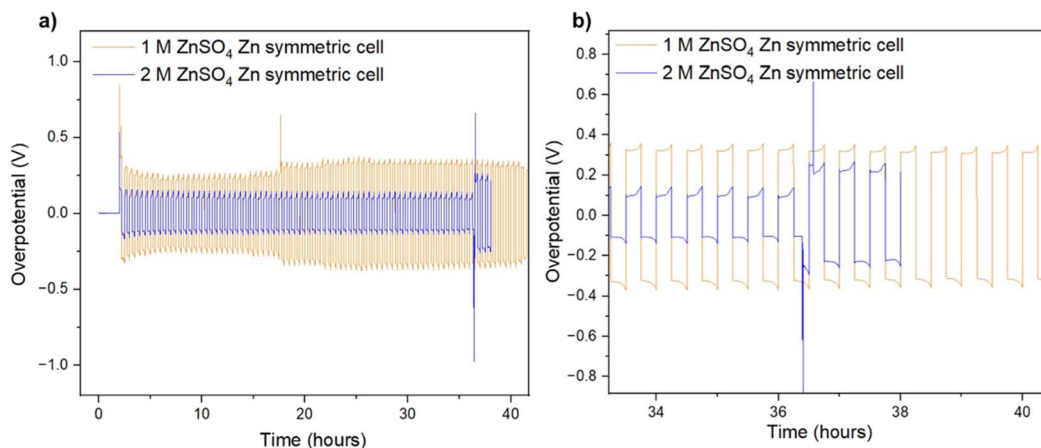 a)
1 M ZnSO₄ Zn symmetric cell
2 M ZnSO₄ Zn symmetric cell
1.0
0.5
0.0
−0.5
−1.0
Overpotential (V)
0 10 20 30 40
Time (hours)
b)
1 M ZnSO₄ Zn symmetric cell
2 M ZnSO₄ Zn symmetric cell
0.8
0.6
0.4
0.2
0.0
−0.2
−0.4
−0.6
−0.8
Overpotential (V)
34 36 38 40
Time (hours)